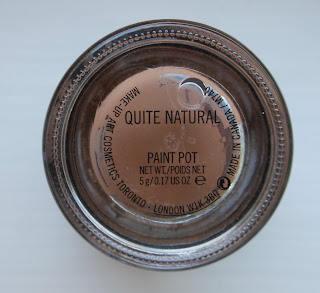 QUITE NATURAL
PAINT POT
NET WT./POIDS NET
5 g/0.17 US OZ ℮
MAKE-UP ART COSMETICS TORONTO - LONDON W1K 3BQ MADE IN CANADA